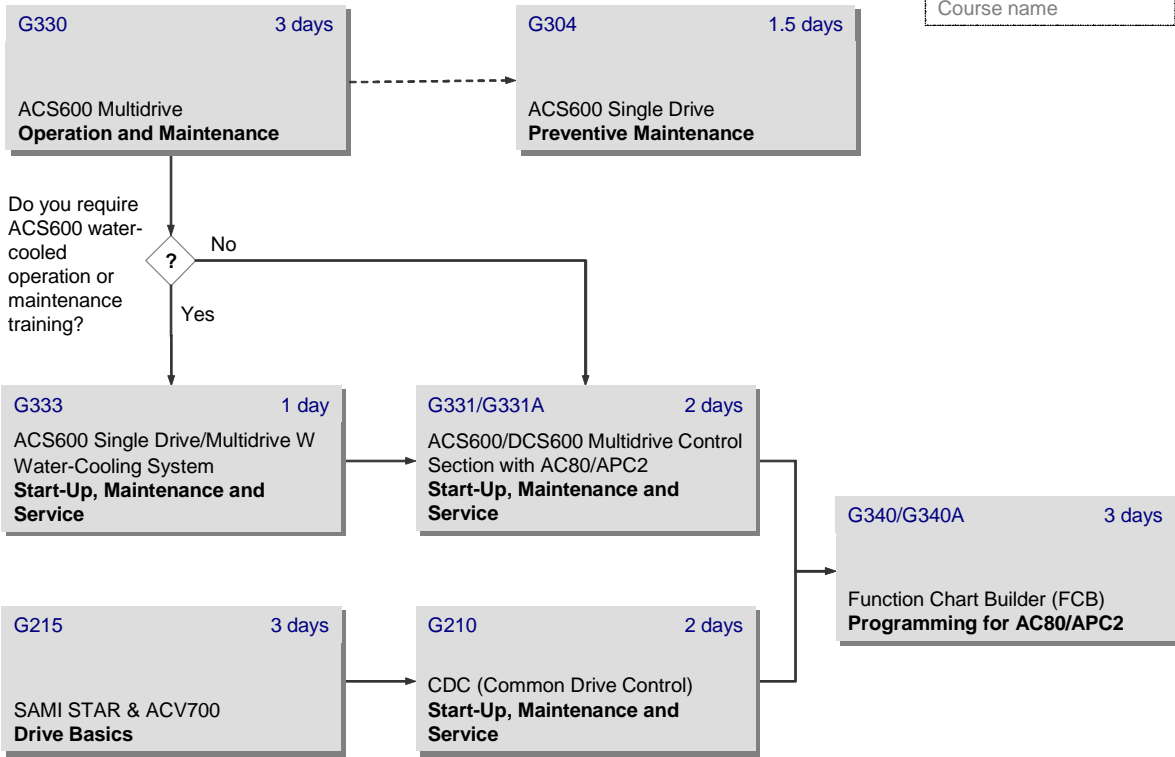 Course name
G330 3 days
ACS600 Multidrive
Operation and Maintenance
G304 1.5 days
ACS600 Single Drive
Preventive Maintenance
Do you require
ACS600 water-
cooled
operation or
maintenance
training?
?
No
Yes
G333 1 day
ACS600 Single Drive/Multidrive W
Water-Cooling System
Start-Up, Maintenance and
Service
G331/G331A 2 days
ACS600/DCS600 Multidrive Control
Section with AC80/APC2
Start-Up, Maintenance and
Service
G340/G340A 3 days
Function Chart Builder (FCB)
Programming for AC80/APC2
G215 3 days
SAMI STAR & ACV700
Drive Basics
G210 2 days
CDC (Common Drive Control)
Start-Up, Maintenance and
Service